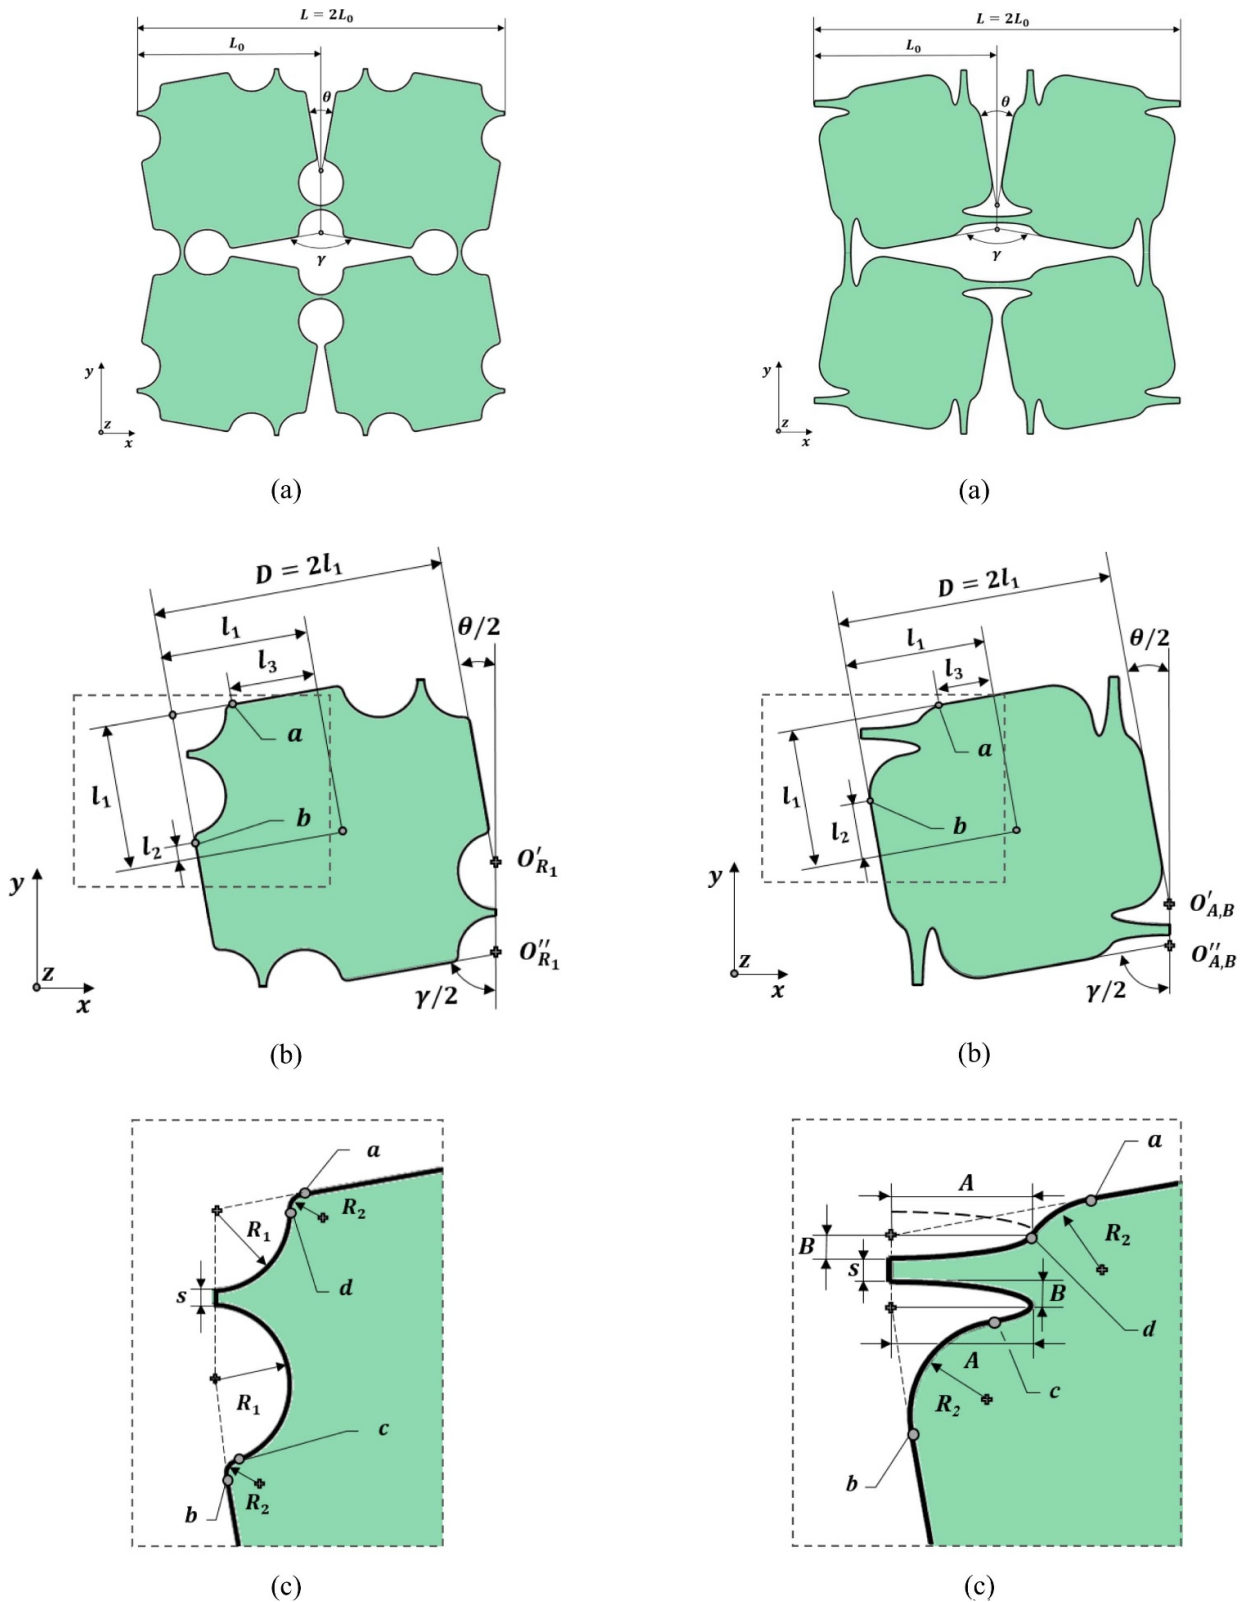 L = 2L₀
L₀
θ
γ
y
z
x
(a)
L = 2L₀
L₀
θ
γ
y
z
x
(a)
D = 2l₁
l₁
l₃
θ/2
a
l₁
b
l₂
O′R₁
y
O″R₁
z
γ/2
x
(b)
D = 2l₁
l₁
θ/2
l₃
a
l₁
b
l₂
y
O′A,B
z
O″A,B
γ/2
x
(b)
a
R₂
R₁
s
d
R₁
c
b
R₂
(c)
a
A
B
R₂
s
B
d
A
c
R₂
b
(c)